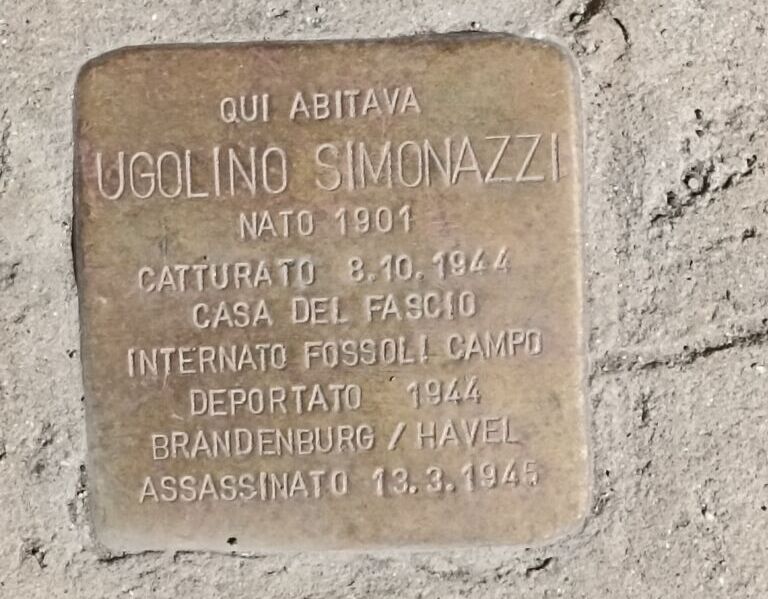 QUI ABITAVA
UGOLINO SIMONAZZI
NATO 1901
CATTURATO 8.10.1944
CASA DEL FASCIO
INTERNATO FOSSOLI CAMPO
DEPORTATO 1944
BRANDENBURG / HAVEL
ASSASSINATO 13.3.1945